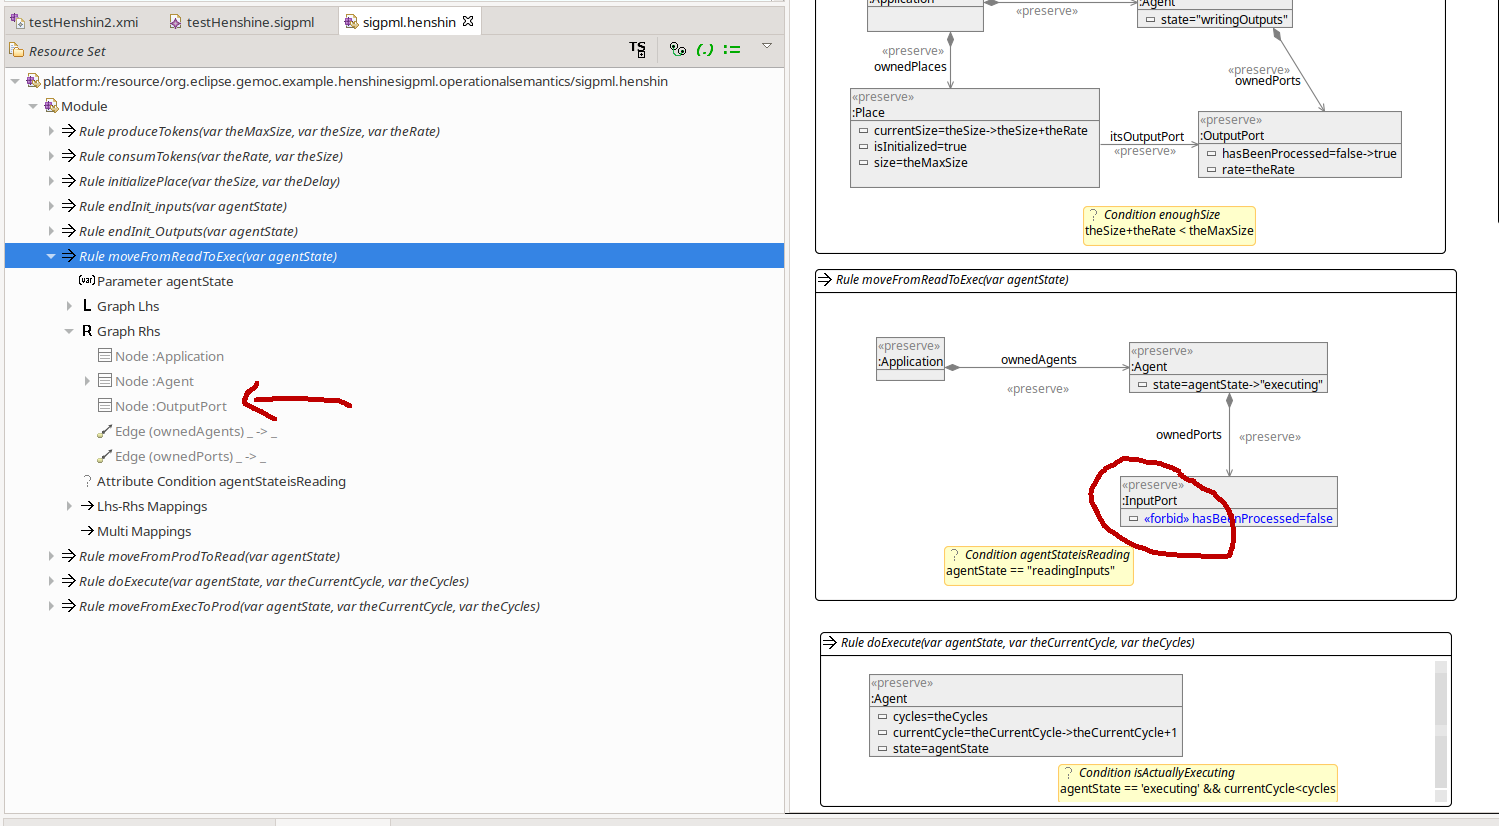 testHenshin2.xmi
testHenshine.sigpml
sigpml.henshin
Resource Set
platform:/resource/org.eclipse.gemoc.example.henshinesigpml.operationalsemantics/sigpml.henshin
Module
Rule produceTokens(var theMaxSize, var theSize, var theRate)
Rule consumTokens(var theRate, var theSize)
Rule initializePlace(var theSize, var theDelay)
Rule endInit_inputs(var agentState)
Rule endInit_Outputs(var agentState)
Rule moveFromReadToExec(var agentState)
Parameter agentState
L Graph Lhs
R Graph Rhs
Node :Application
Node :Agent
Node :OutputPort
Edge (ownedAgents) _ -> _
Edge (ownedPorts) _ -> _
? Attribute Condition agentStateisReading
Lhs-Rhs Mappings
Multi Mappings
Rule moveFromProdToRead(var agentState)
Rule doExecute(var agentState, var theCurrentCycle, var theCycles)
Rule moveFromExecToProd(var agentState, var theCurrentCycle, var theCycles)
:Application
«preserve»
:Agent
state="writingOutputs"
«preserve»
ownedPlaces
«preserve»
ownedPorts
«preserve»
:Place
currentSize=theSize->theSize+theRate
isInitialized=true
size=theMaxSize
itsOutputPort
«preserve»
«preserve»
:OutputPort
hasBeenProcessed=false->true
rate=theRate
? Condition enoughSize
theSize+theRate < theMaxSize
Rule moveFromReadToExec(var agentState)
«preserve»
:Application
ownedAgents
«preserve»
«preserve»
:Agent
state=agentState->"executing"
ownedPorts
«preserve»
«preserve»
:InputPort
«forbid» hasBeenProcessed=false
? Condition agentStateisReading
agentState == "readingInputs"
Rule doExecute(var agentState, var theCurrentCycle, var theCycles)
«preserve»
:Agent
cycles=theCycles
currentCycle=theCurrentCycle->theCurrentCycle+1
state=agentState
? Condition isActuallyExecuting
agentState == 'executing' && currentCycle<cycles